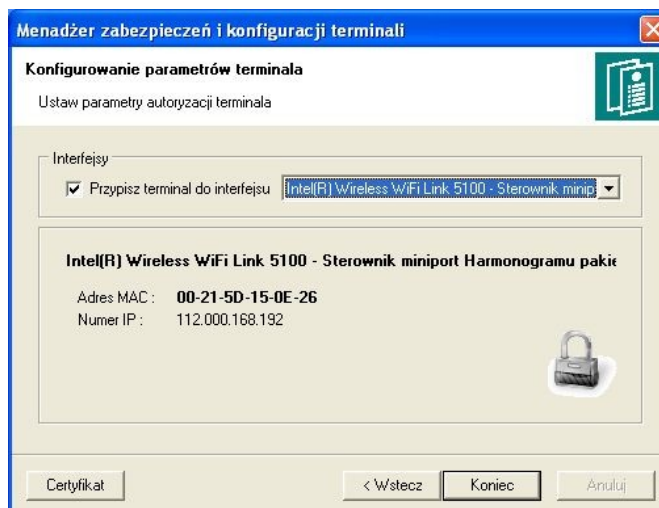 Menadżer zabezpieczeń i konfiguracji terminali
Konfigurowanie parametrów terminala
Ustaw parametry autoryzacji terminala
Interfejsy
Przypisz terminal do interfejsu Intel(R) Wireless WiFi Link 5100 - Sterownik minip
Intel(R) Wireless WiFi Link 5100 - Sterownik miniport Harmonogramu pakie
Adres MAC : 00-21-5D-15-0E-26
Numer IP : 112.000.168.192
Certyfikat < Wstecz Koniec Anuluj